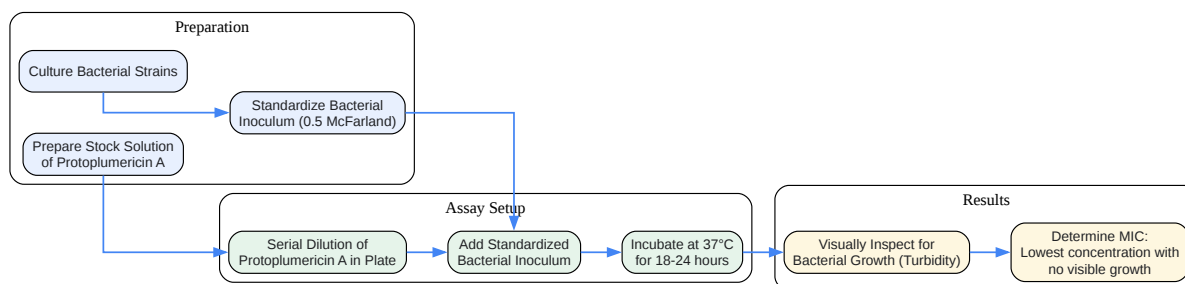 Preparation
Culture Bacterial Strains
Standardize Bacterial
Inoculum (0.5 McFarland)
Prepare Stock Solution
of Protoplumericin A
Assay Setup
Serial Dilution of
Protoplumericin A in Plate
Add Standardized
Bacterial Inoculum
Incubate at 37°C
for 18-24 hours
Results
Visually Inspect for
Bacterial Growth (Turbidity)
Determine MIC:
Lowest concentration with
no visible growth